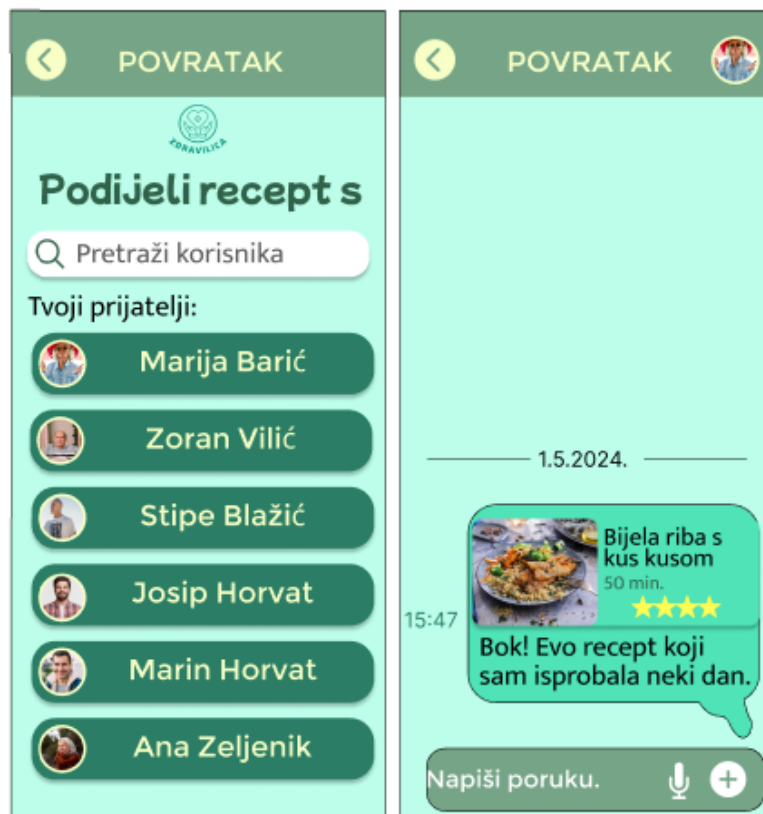 POVRATAK
ZDRAVILICA
Podijeli recept s
Pretraži korisnika
Tvoji prijatelji:
Marija Barić
Zoran Vilić
Stipe Blažić
Josip Horvat
Marin Horvat
Ana Zeljenik
POVRATAK
1.5.2024.
Bijela riba s
kus kusom
50 min.
15:47
Bok! Evo recept koji
sam isprobala neki dan.
Napiši poruku.